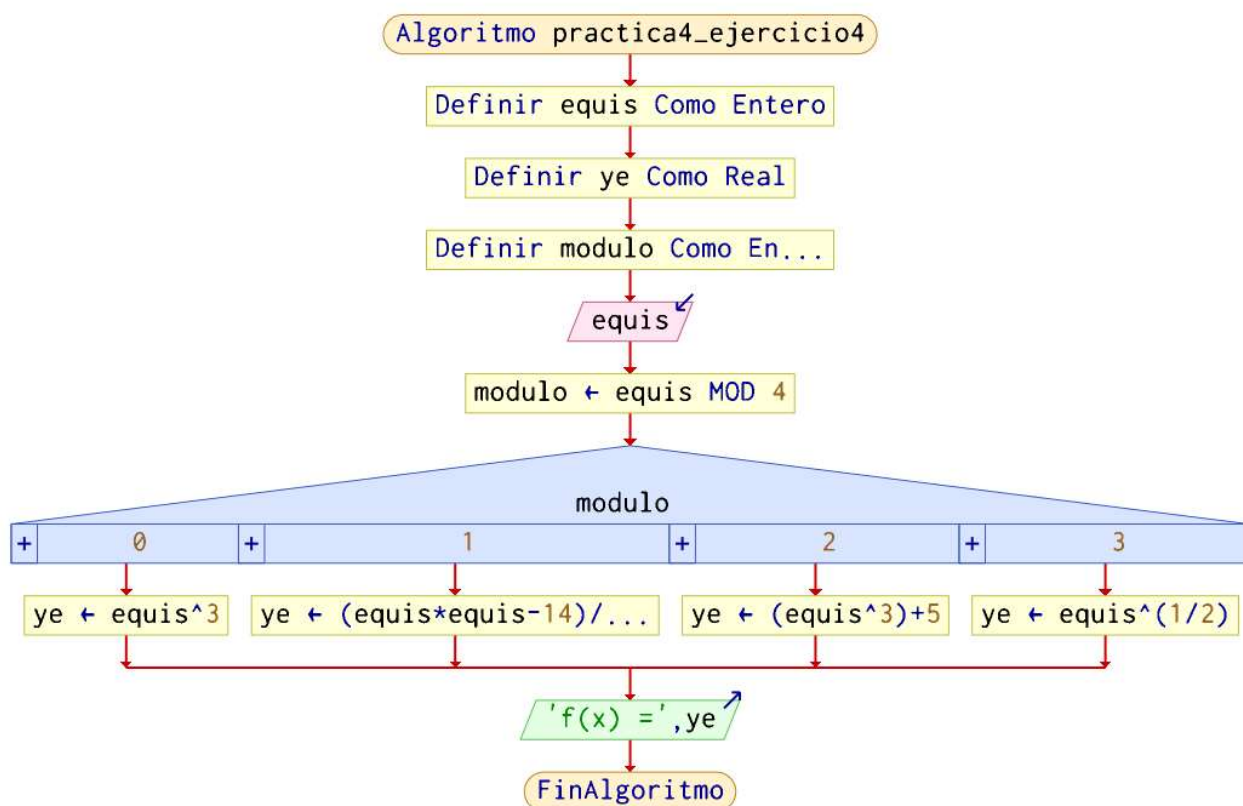 Algoritmo practica4_ejercicio4
Definir equis Como Entero
Definir ye Como Real
Definir modulo Como En...
equis
modulo ← equis MOD 4
modulo
+ 0 + 1 + 2 + 3
ye ← equis^3
ye ← (equis*equis-14)/...
ye ← (equis^3)+5
ye ← equis^(1/2)
'f(x) =',ye
FinAlgoritmo